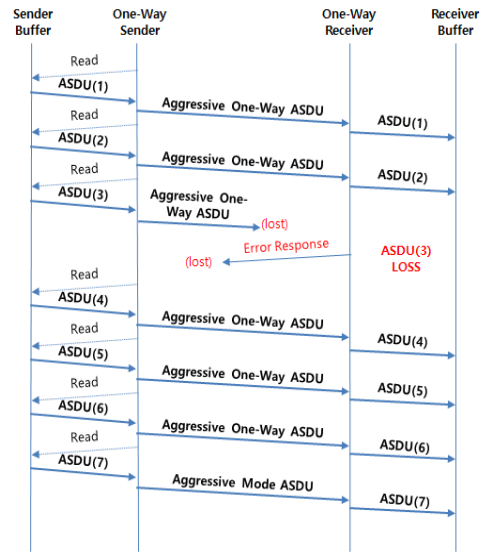 Sender Buffer
One-Way Sender
One-Way Receiver
Receiver Buffer
Read
ASDU(1)
Aggressive One-Way ASDU
ASDU(1)
Read
ASDU(2)
Aggressive One-Way ASDU
ASDU(2)
Read
ASDU(3)
Aggressive One-
Way ASDU
(lost)
Error Response
(lost)
ASDU(3)
LOSS
Read
ASDU(4)
Aggressive One-Way ASDU
ASDU(4)
Read
ASDU(5)
Aggressive One-Way ASDU
ASDU(5)
Read
ASDU(6)
Aggressive One-Way ASDU
ASDU(6)
Read
ASDU(7)
Aggressive Mode ASDU
ASDU(7)